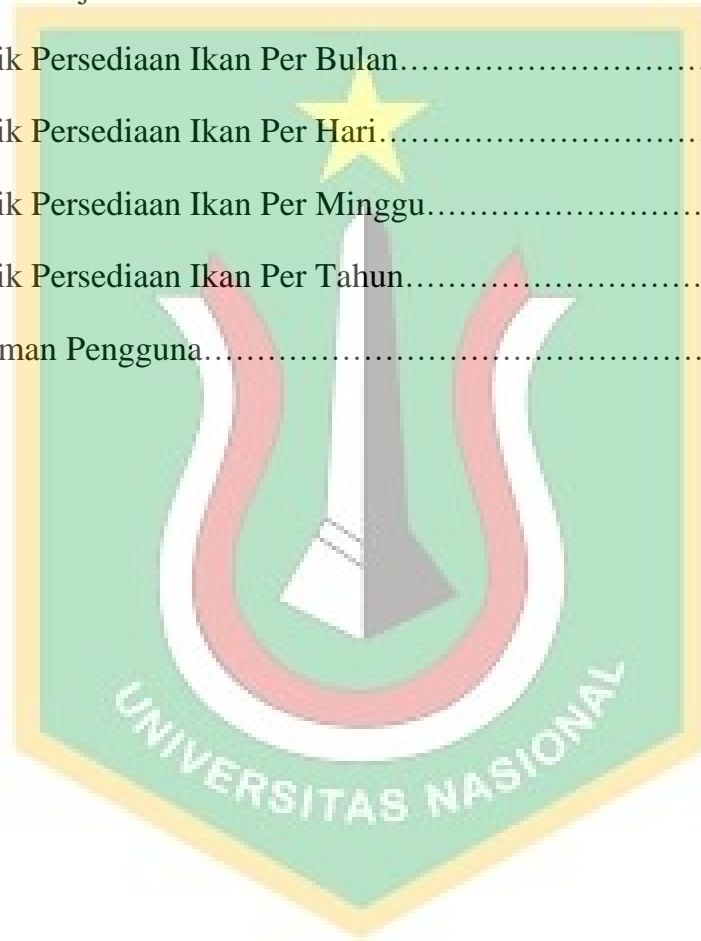 ik Persediaan Ikan Per Bulan……………………………
ik Persediaan Ikan Per Hari………………………………
ik Persediaan Ikan Per Minggu…………………………
ik Persediaan Ikan Per Tahun……………………………
man Pengguna………………………………………………
UNIVERSITAS NASIONAL